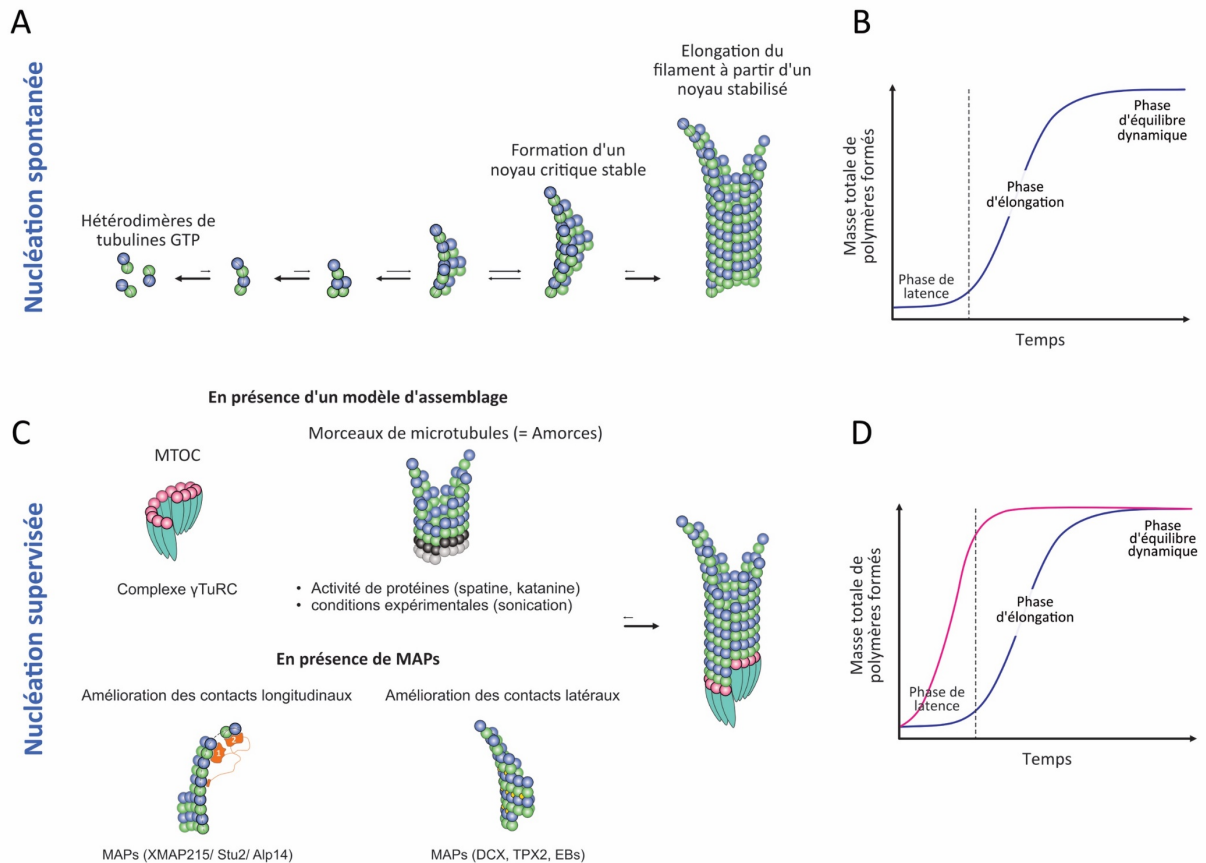 A
Nucléation spontanée
Hétérodimères de
tubulines GTP
Formation d'un
noyau critique stable
Elongation du
filament à partir d'un
noyau stabilisé
B
Masse totale de
polymères formés
Phase de
latence
Phase
d'élongation
Phase
d'équilibre
dynamique
Temps
En présence d'un modèle d'assemblage
C
Nucléation supervisée
MTOC
Complexe γTuRC
Morceaux de microtubules (= Amorces)
• Activité de protéines (spatine, katanine)
• conditions expérimentales (sonication)
En présence de MAPs
Amélioration des contacts longitudinaux
1
2
MAPs (XMAP215/ Stu2/ Alp14)
Amélioration des contacts latéraux
MAPs (DCX, TPX2, EBs)
D
Masse totale de
polymères formés
Phase de
latence
Phase
d'élongation
Phase
d'équilibre
dynamique
Temps